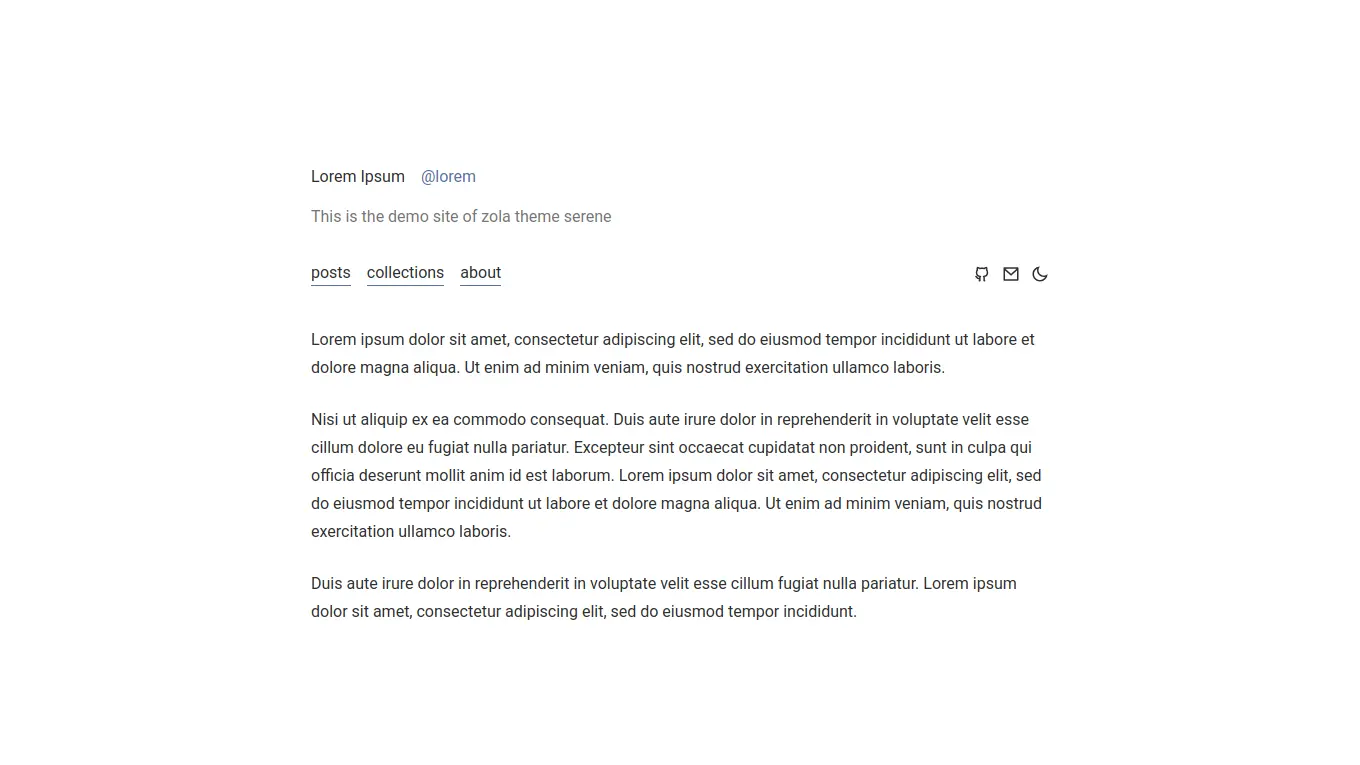 Lorem Ipsum @lorem
This is the demo site of zola theme serene
posts collections about
Lorem ipsum dolor sit amet, consectetur adipiscing elit, sed do eiusmod tempor incididunt ut labore et
dolore magna aliqua. Ut enim ad minim veniam, quis nostrud exercitation ullamco laboris.
Nisi ut aliquip ex ea commodo consequat. Duis aute irure dolor in reprehenderit in voluptate velit esse
cillum dolore eu fugiat nulla pariatur. Excepteur sint occaecat cupidatat non proident, sunt in culpa qui
officia deserunt mollit anim id est laborum. Lorem ipsum dolor sit amet, consectetur adipiscing elit, sed
do eiusmod tempor incididunt ut labore et dolore magna aliqua. Ut enim ad minim veniam, quis nostrud
exercitation ullamco laboris.
Duis aute irure dolor in reprehenderit in voluptate velit esse cillum fugiat nulla pariatur. Lorem ipsum
dolor sit amet, consectetur adipiscing elit, sed do eiusmod tempor incididunt.